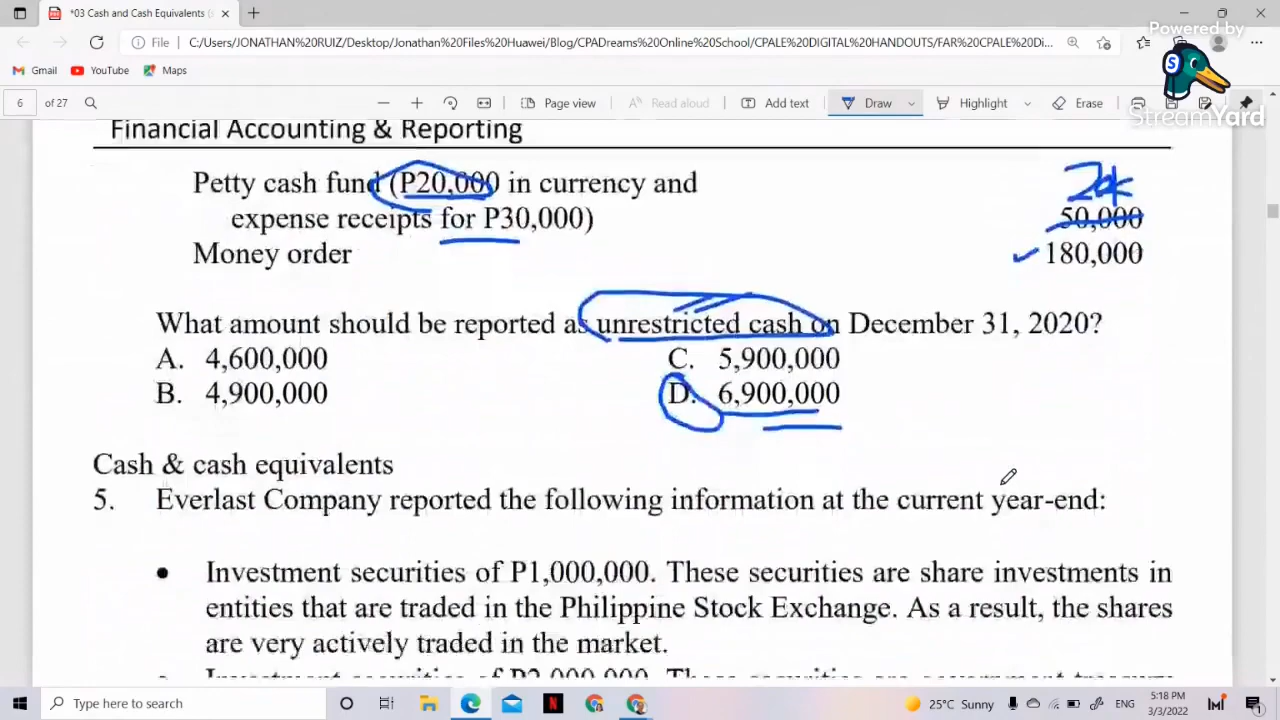 *03 Cash and Cash Equivalents (s
File
C:/Users/JONATHAN%20RUIZ/Desktop/Jonathan%20Files%20Huawei/Blog/CPADreams%20Online%20School/CPALE%20DIGITAL%20HANDOUTS/FAR%20CPALE%20Di...
Powered by
StreamYard
Gmail
YouTube
Maps
6 of 27
Page view
Read aloud
Add text
Draw
Highlight
Erase
Financial Accounting & Reporting
Petty cash fund (P20,000 in currency and
20k
expense receipts for P30,000) 50,000
Money order 180,000
What amount should be reported as unrestricted cash on December 31, 2020?
A. 4,600,000 C. 5,900,000
B. 4,900,000 D. 6,900,000
Cash & cash equivalents
5. Everlast Company reported the following information at the current year-end:
• Investment securities of P1,000,000. These securities are share investments in
entities that are traded in the Philippine Stock Exchange. As a result, the shares
are very actively traded in the market.
Type here to search
25°C Sunny
ENG
5:18 PM
3/3/2022